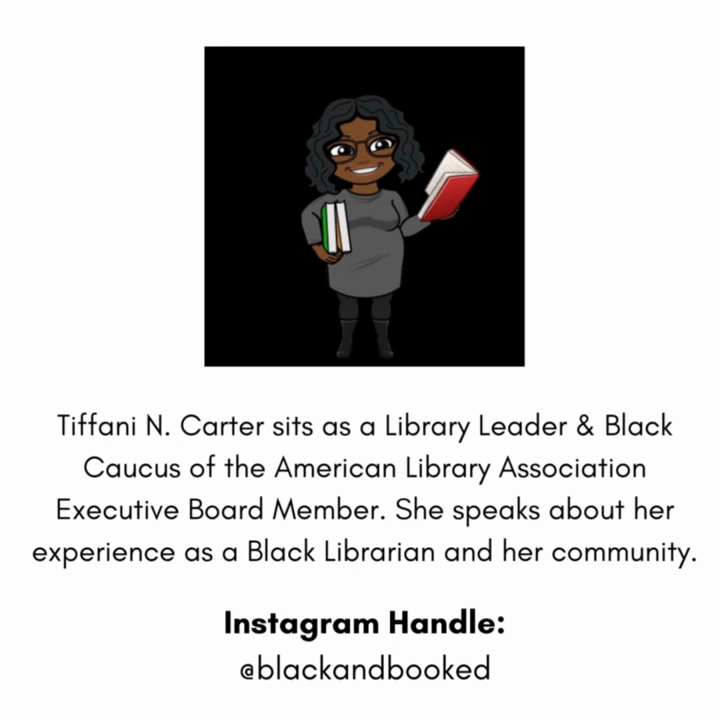 Tiffani N. Carter sits as a Library Leader & Black
Caucus of the American Library Association
Executive Board Member. She speaks about her
experience as a Black Librarian and her community.
Instagram Handle:
@blackandbooked